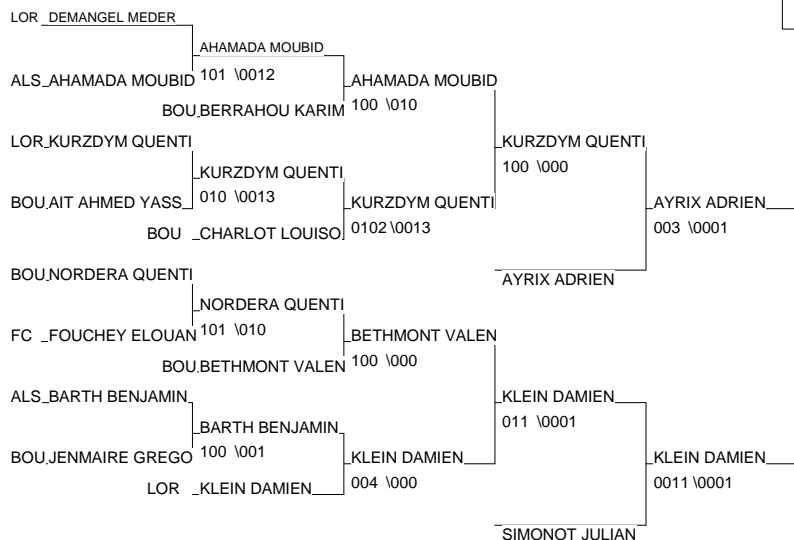 LOR DEMANGEL MEDER
AHAMADA MOUBID
ALS AHAMADA MOUBID 101 \0012 AHAMADA MOUBID
BOU BERRAHOU KARIM 100 \010
LOR KURZDYM QUENTI KURZDYM QUENTI
KURZDYM QUENTI 100 \000
BOU AIT AHMED YASS 010 \0013 KURZDYM QUENTI AYRIX ADRIEN
BOU CHARLOT LOUISO 0102 \0013 003 \0001
BOU NORDERA QUENTI AYRIX ADRIEN
NORDERA QUENTI
FC FOUCHEY ELOUAN 101 \010 BETHMONT VALEN
BOU BETHMONT VALEN 100 \000
ALS BARTH BENJAMIN KLEIN DAMIEN
BARTH BENJAMIN 011 \0001
BOU JENMAIRE GREGO 100 \001 KLEIN DAMIEN KLEIN DAMIEN
LOR KLEIN DAMIEN 004 \000 0011 \0001
SIMONOT JULIAN